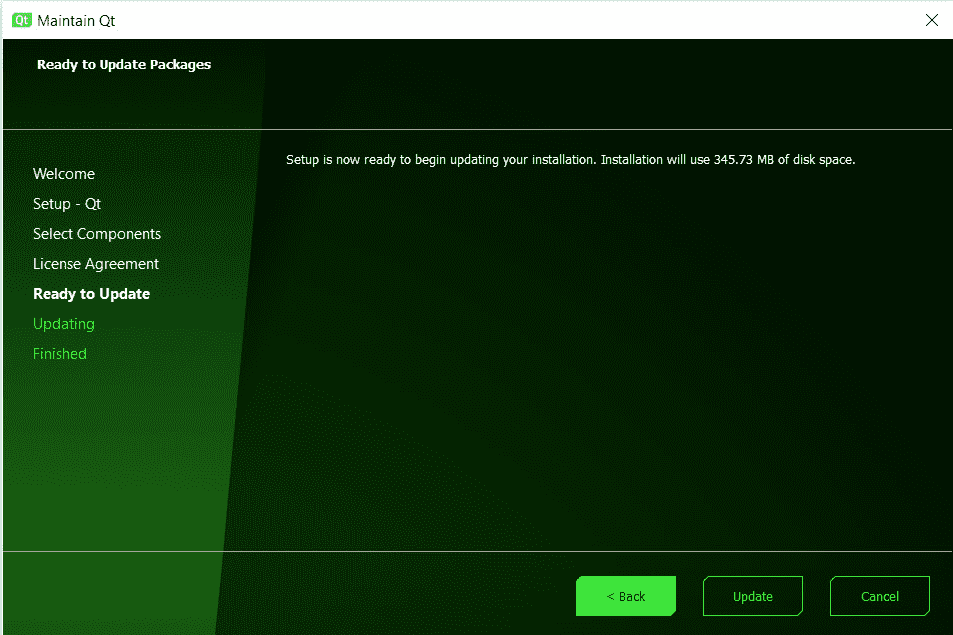 Qt Maintain Qt
Ready to Update Packages
Setup is now ready to begin updating your installation. Installation will use 345.73 MB of disk space.
Welcome
Setup - Qt
Select Components
License Agreement
Ready to Update
Updating
Finished
< Back
Update
Cancel